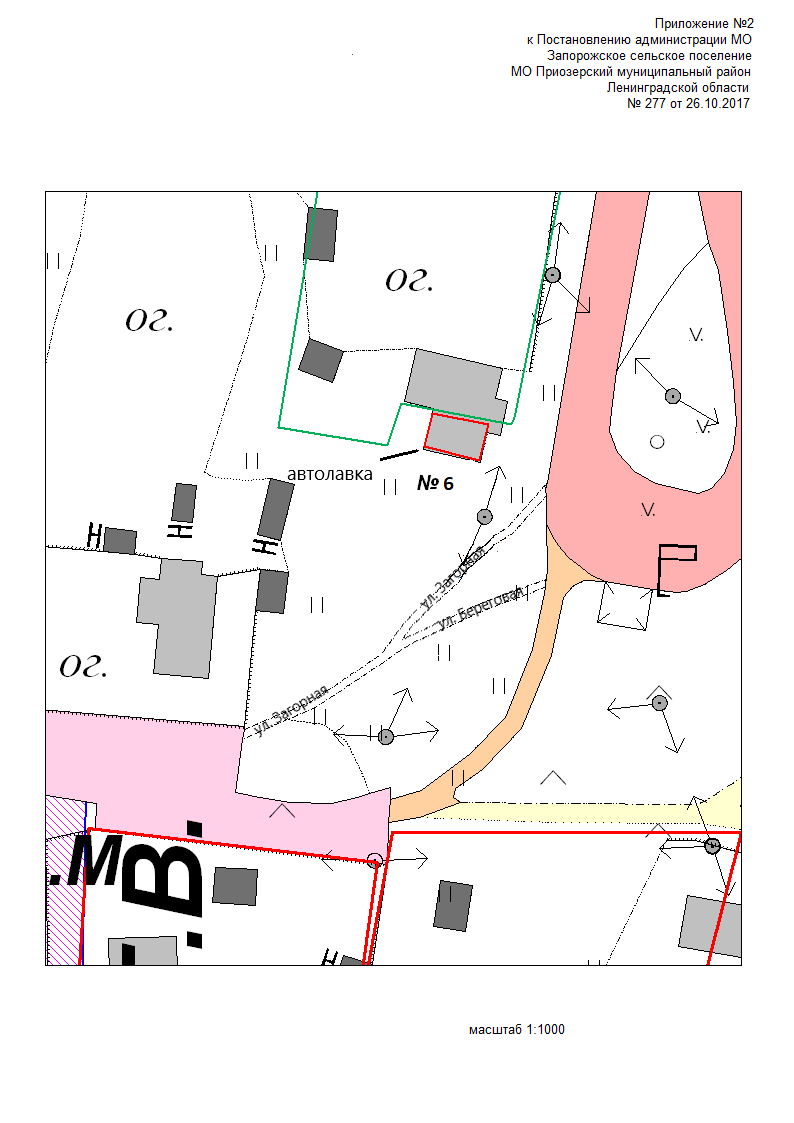 Приложение №2
к Постановлению администрации МО
Запорожское сельское поселение
МО Приозерский муниципальный район
Ленинградской области
№ 277 от 26.10.2017
ог.
ог.
V.
V.
автолавка
№ 6
V.
Н
Н
Н
ул. Загорная
ул. Береговая
ог.
ул. Загорная
.М
.В.
Н
масштаб 1:1000